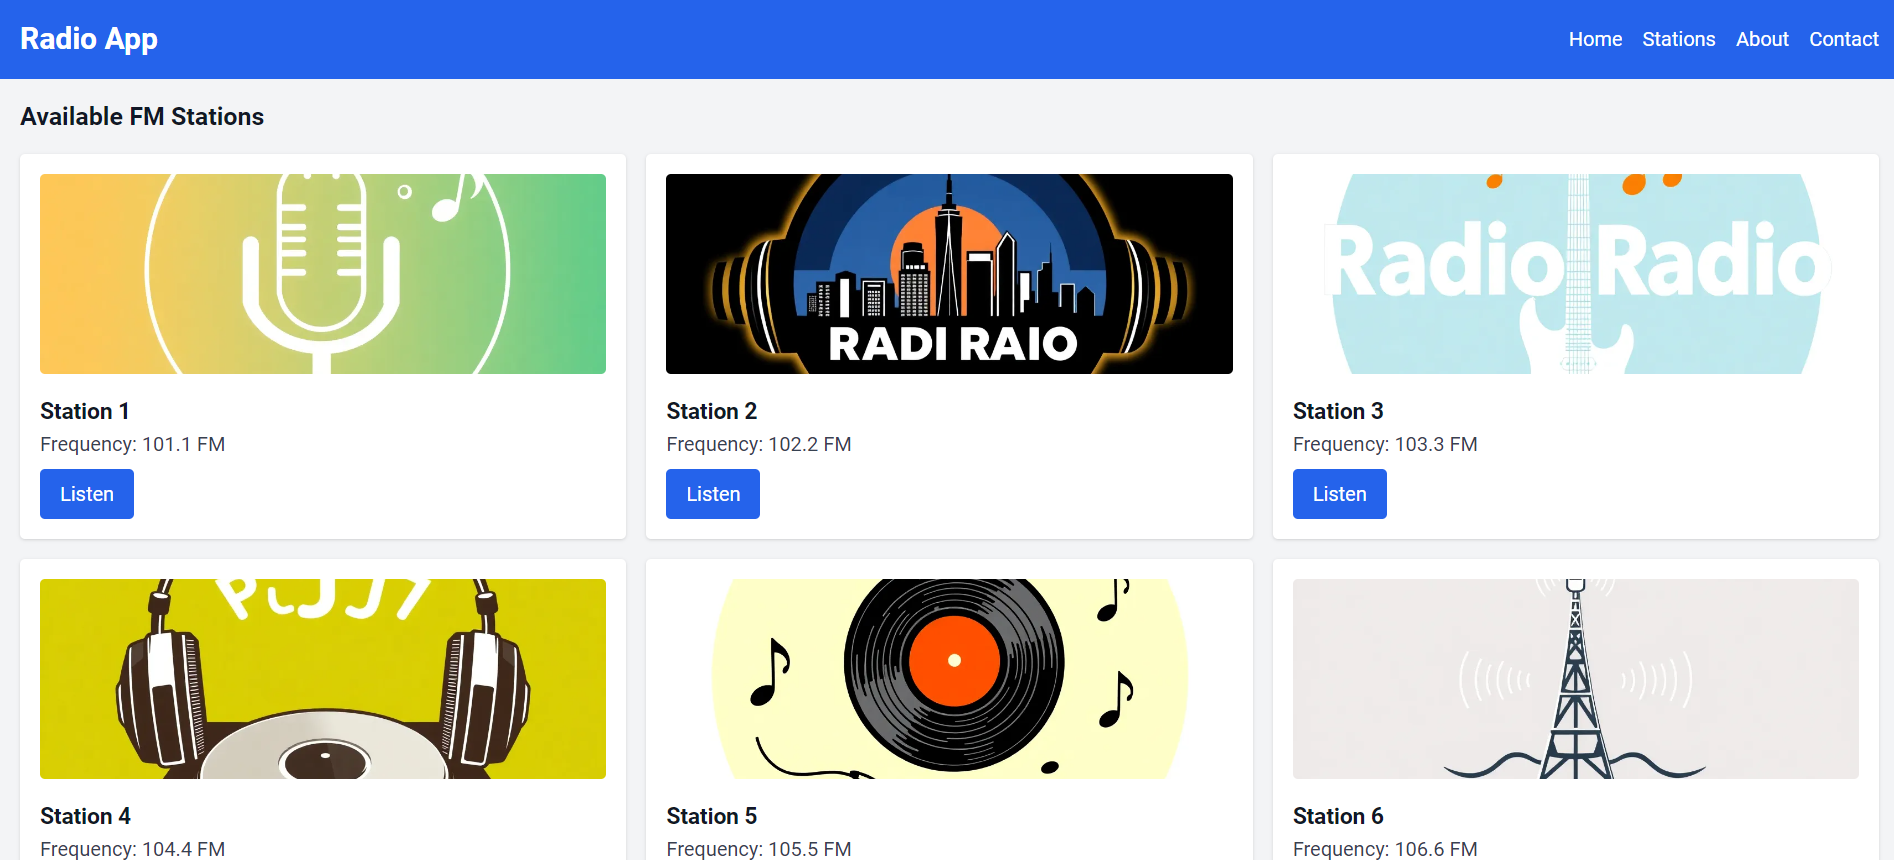 Radio App
Home Stations About Contact
Available FM Stations
Radio Radio
RADI RAIO
Station 1
Station 2
Station 3
Frequency: 101.1 FM
Frequency: 102.2 FM
Frequency: 103.3 FM
Listen
Listen
Listen
Station 4
Station 5
Station 6
Frequency: 104.4 FM
Frequency: 105.5 FM
Frequency: 106.6 FM